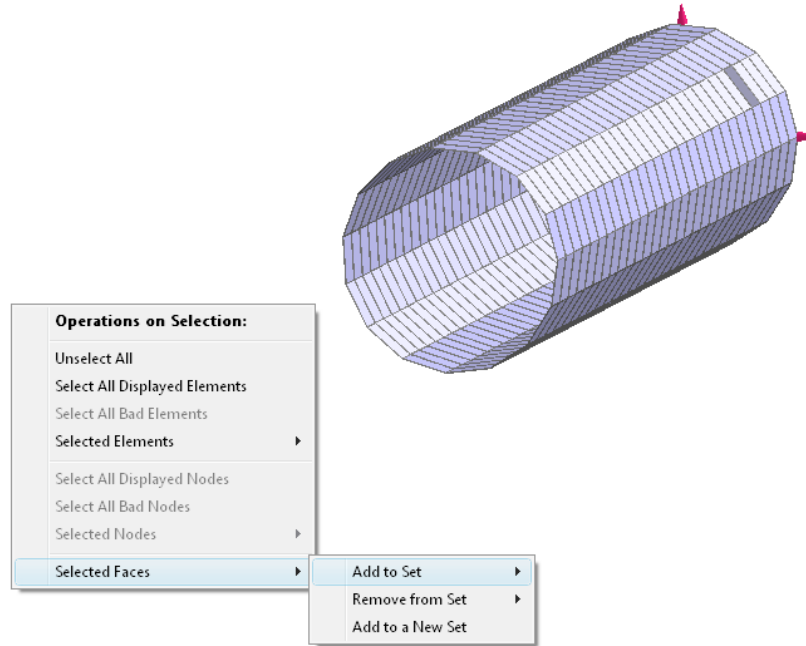 Operations on Selection:
Unselect All
Select All Displayed Elements
Select All Bad Elements
Selected Elements
Select All Displayed Nodes
Select All Bad Nodes
Selected Nodes
Selected Faces
Add to Set
Remove from Set
Add to a New Set